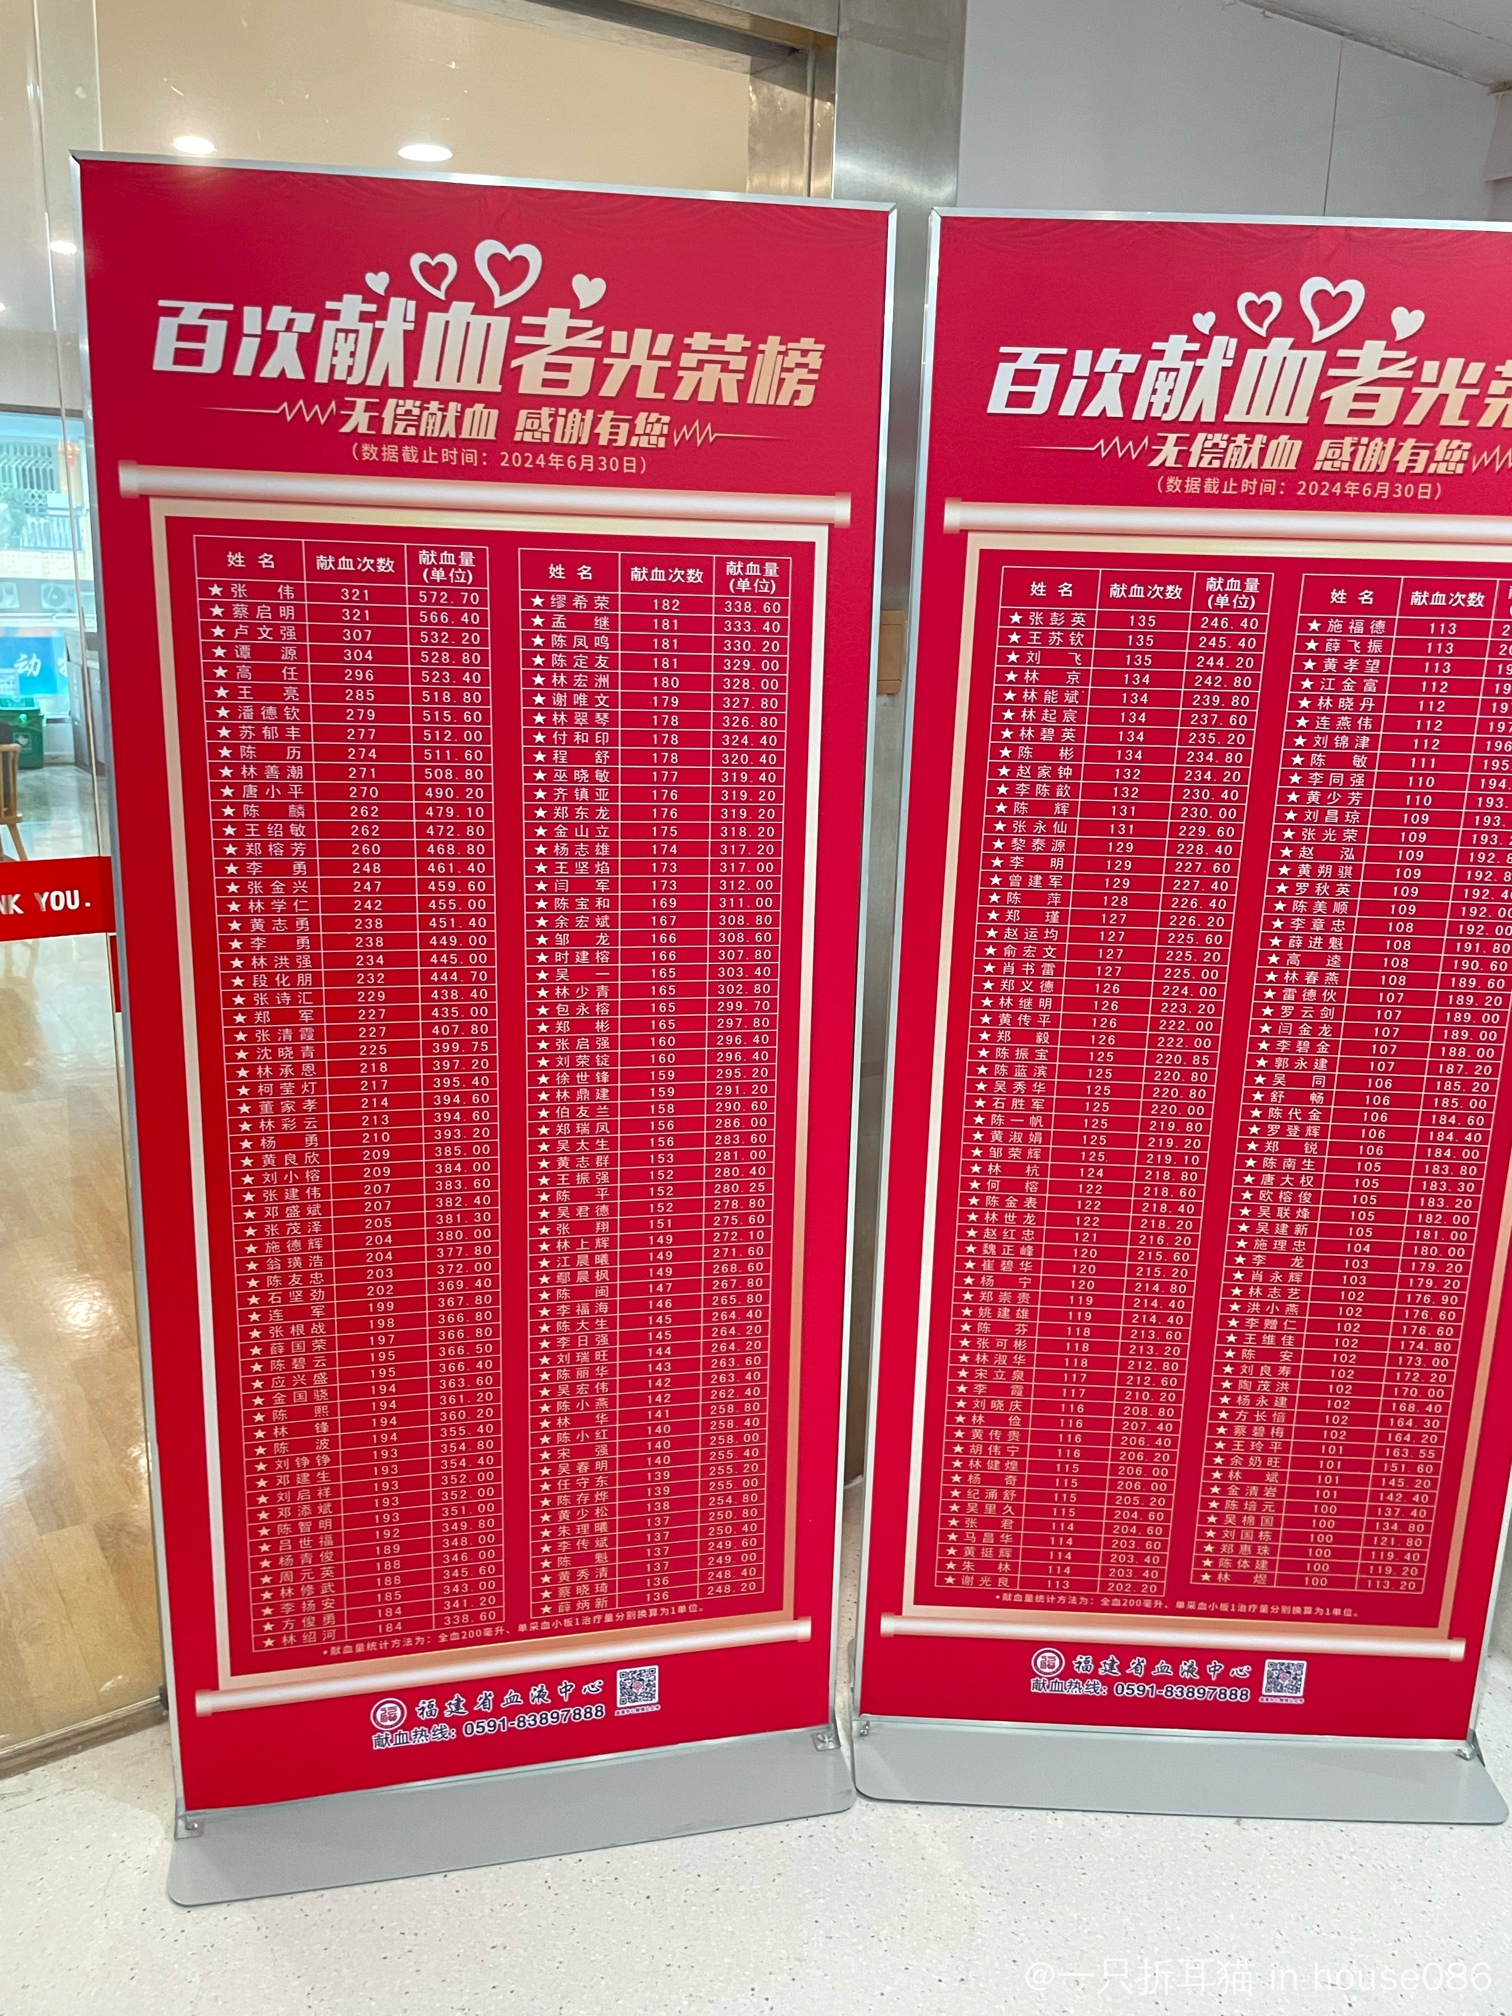 百次献血者光荣榜
无偿献血 感谢有您
(数据截止时间：2024年6月30日)
姓 名 献血次数 献血量(单位)
★张 伟 321 572.70
★蔡启明 321 566.40
★卢文强 307 532.20
★谭 源 304 528.80
★高 任 296 523.40
★王 亮 285 518.80
★潘德钦 279 515.60
★苏郁丰 277 512.00
★陈 历 274 511.60
★林善潮 271 508.80
★唐小平 270 490.20
★陈 麟 262 479.10
★王绍敏 262 472.80
★郑榕芳 260 468.80
★李 勇 248 461.40
★张金兴 247 459.60
★林学仁 242 455.00
★黄志勇 238 451.40
★李 勇 238 449.00
★林洪强 234 445.00
★段化朋 232 444.70
★张诗汇 229 438.40
★郑 军 227 435.00
★张清霞 227 407.80
★沈晓青 225 399.75
★林承恩 218 397.20
★柯莹灯 217 395.40
★董家孝 214 394.60
★林彩云 213 394.60
★杨 勇 210 393.20
★黄良欣 209 385.00
★刘小榕 209 384.00
★张建伟 207 383.60
★邓盛斌 207 382.40
★张茂泽 205 381.30
★施德辉 204 380.00
★翁璜浩 204 377.80
★陈友忠 203 372.00
★石坚劲 202 369.40
★连 军 199 367.80
★张根战 198 366.80
★薛国荣 197 366.80
★陈碧云 195 366.50
★应兴盛 195 366.40
★金国骁 194 363.60
★陈 熙 194 361.20
★林 锋 194 360.20
★陈 波 194 355.40
★刘铮铮 193 354.80
★邓建生 193 354.40
★刘启祥 193 352.00
★邓添斌 193 352.00
★陈智明 193 351.00
★吕世福 192 349.80
★杨青俊 189 348.00
★周元英 188 346.00
★林修武 188 345.60
★李扬安 185 343.00
★方俊勇 184 341.20
★林绍河 184 338.60
姓 名 献血次数 献血量(单位)
★缪希荣 182 338.60
★孟 继 181 333.40
★陈凤鸣 181 330.20
★陈定友 181 329.00
★林宏洲 180 328.00
★谢唯文 179 327.80
★林翠琴 178 326.80
★付和印 178 324.40
★程 舒 178 320.40
★巫晓敏 177 319.40
★齐镇亚 176 319.20
★郑东龙 176 319.20
★金山立 175 318.20
★杨志雄 174 317.20
★王坚焰 173 317.00
★闫 军 173 312.00
★陈宝和 169 311.00
★余宏斌 167 308.80
★邹 龙 166 308.60
★时建榕 166 307.80
★吴 一 165 303.40
★林少青 165 302.80
★包永榕 165 299.70
★郑 彬 165 297.80
★张启强 160 296.40
★刘荣锭 160 296.40
★徐世锋 159 295.20
★林鼎建 159 291.20
★伯友兰 158 290.60
★郑瑞凤 156 286.00
★吴太生 156 283.60
★黄志群 153 281.00
★王振强 152 280.40
★陈 平 152 280.25
★吴君德 152 278.80
★张 翔 151 275.60
★林上辉 149 272.10
★江晨曦 149 271.60
★鄢晨枫 149 268.60
★陈 闽 147 267.80
★李福海 146 265.80
★陈大生 145 264.40
★李日强 145 264.20
★刘瑞旺 144 264.20
★陈丽华 143 263.60
★吴宏伟 142 263.40
★陈小燕 142 262.40
★林 华 141 258.80
★陈小红 140 258.40
★宋 强 140 258.00
★吴春明 140 255.40
★任守东 139 255.20
★陈存烨 139 255.00
★黄少松 138 254.80
★朱理曦 137 250.80
★李传斌 137 250.40
★陈 魁 137 249.60
★黄秀清 137 249.00
★蔡晓琦 136 248.40
★薛炳新 136 248.20
*献血量统计方法为：全血200毫升、单采血小板1治疗量分别换算为1单位。
福建省血液中心
献血热线：0591-83897888
百次献血者光荣
无偿献血 感谢有您
(数据截止时间：2024年6月30日)
姓 名 献血次数 献血量(单位)
★张彭英 135 246.40
★王苏钦 135 245.40
★刘 飞 135 244.20
★林 京 134 242.80
★林能斌 134 239.80
★林起宸 134 237.60
★林碧英 134 235.20
★陈 彬 134 234.80
★赵家钟 132 234.20
★李陈歆 132 230.40
★陈 辉 131 230.00
★张永仙 131 229.60
★黎泰源 129 228.40
★李 明 129 227.60
★曾建军 129 227.40
★陈 萍 128 226.40
★郑 瑾 127 226.20
★赵运均 127 225.60
★俞宏文 127 225.20
★肖书雷 127 225.00
★郑义德 126 224.00
★林继明 126 223.20
★黄传平 126 222.00
★郑 毅 126 222.00
★陈振宝 125 220.85
★陈蓝滨 125 220.80
★吴秀华 125 220.80
★石胜军 125 220.00
★陈一帆 125 219.80
★黄淑娟 125 219.20
★邹荣辉 125 219.10
★林 杭 124 218.80
★何 榕 122 218.60
★陈金表 122 218.40
★林世龙 122 218.20
★赵红忠 121 216.20
★魏正峰 120 215.60
★崔碧华 120 215.20
★杨 宁 120 214.80
★郑崇贵 119 214.40
★姚建雄 119 214.40
★陈 芬 118 213.60
★张可彬 118 213.20
★林淑华 118 212.80
★宋立泉 117 212.60
★李 霞 117 210.20
★刘晓庆 116 208.80
★林 俭 116 207.40
★黄传贵 116 206.40
★胡伟宁 116 206.20
★林健煌 115 206.00
★杨 奇 115 206.00
★纪涌舒 115 205.20
★吴里久 115 204.60
★张 君 114 204.60
★马昌华 114 203.60
★黄挺辉 114 203.40
★朱 林 114 203.40
★谢光良 113 202.20
姓 名 献血次数
★施福德 113
★薛飞振 113
★黄孝望 113
★江金富 112
★林晓丹 112
★连燕伟 112
★刘锦津 112
★陈 敏 111
★李同强 110
★黄少芳 110
★刘昌琼 109
★张光荣 109
★赵 泓 109
★黄朔骐 109
★罗秋英 109
★陈美顺 109 192.00
★李章忠 108 192.00
★薛进魁 108 191.80
★高 逵 108 190.60
★林春燕 108 189.60
★雷德伙 107 189.20
★罗云剑 107 189.00
★闫金龙 107 189.00
★李碧金 107 188.00
★郭永建 107 187.20
★吴 同 106 185.20
★舒 畅 106 185.00
★陈代金 106 184.60
★罗登辉 106 184.40
★郑 锐 106 184.00
★陈南生 105 183.80
★唐大权 105 183.30
★欧榕俊 105 183.20
★吴联烽 105 182.00
★吴建新 105 181.00
★施理忠 104 180.00
★李 龙 103 179.20
★肖永辉 103 179.20
★林志艺 102 176.90
★洪小燕 102 176.60
★李赠仁 102 176.60
★王维佳 102 174.80
★陈 安 102 173.00
★刘良寿 102 172.20
★陶茂洪 102 170.00
★杨永建 102 168.40
★方长愔 102 164.30
★蔡碧梅 102 164.20
★王玲平 101 163.55
★余奶旺 101 151.60
★林 斌 101 145.20
★金清岩 101 142.40
★陈培元 100 137.40
★吴棉国 100 134.80
★刘国栋 100 121.80
★郑惠珠 100 119.40
★陈体建 100 119.20
★林 煜 100 113.20
*献血量统计方法为：全血200毫升、单采血小板1治疗量分别换算为1单位。
福建省血液中心
献血热线：0591-83897888
NK YOU.
动
@一只折耳猫 in house086